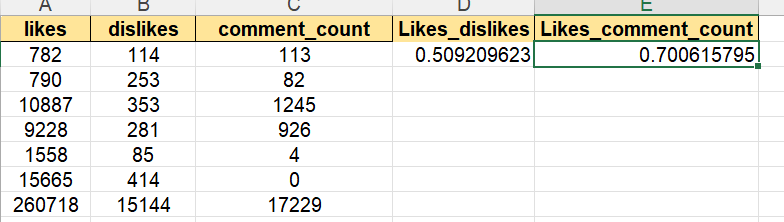 A B C D E
likes dislikes comment_count Likes_dislikes Likes_comment_count
782 114 113 0.509209623 0.700615795
790 253 82
10887 353 1245
9228 281 926
1558 85 4
15665 414 0
260718 15144 17229